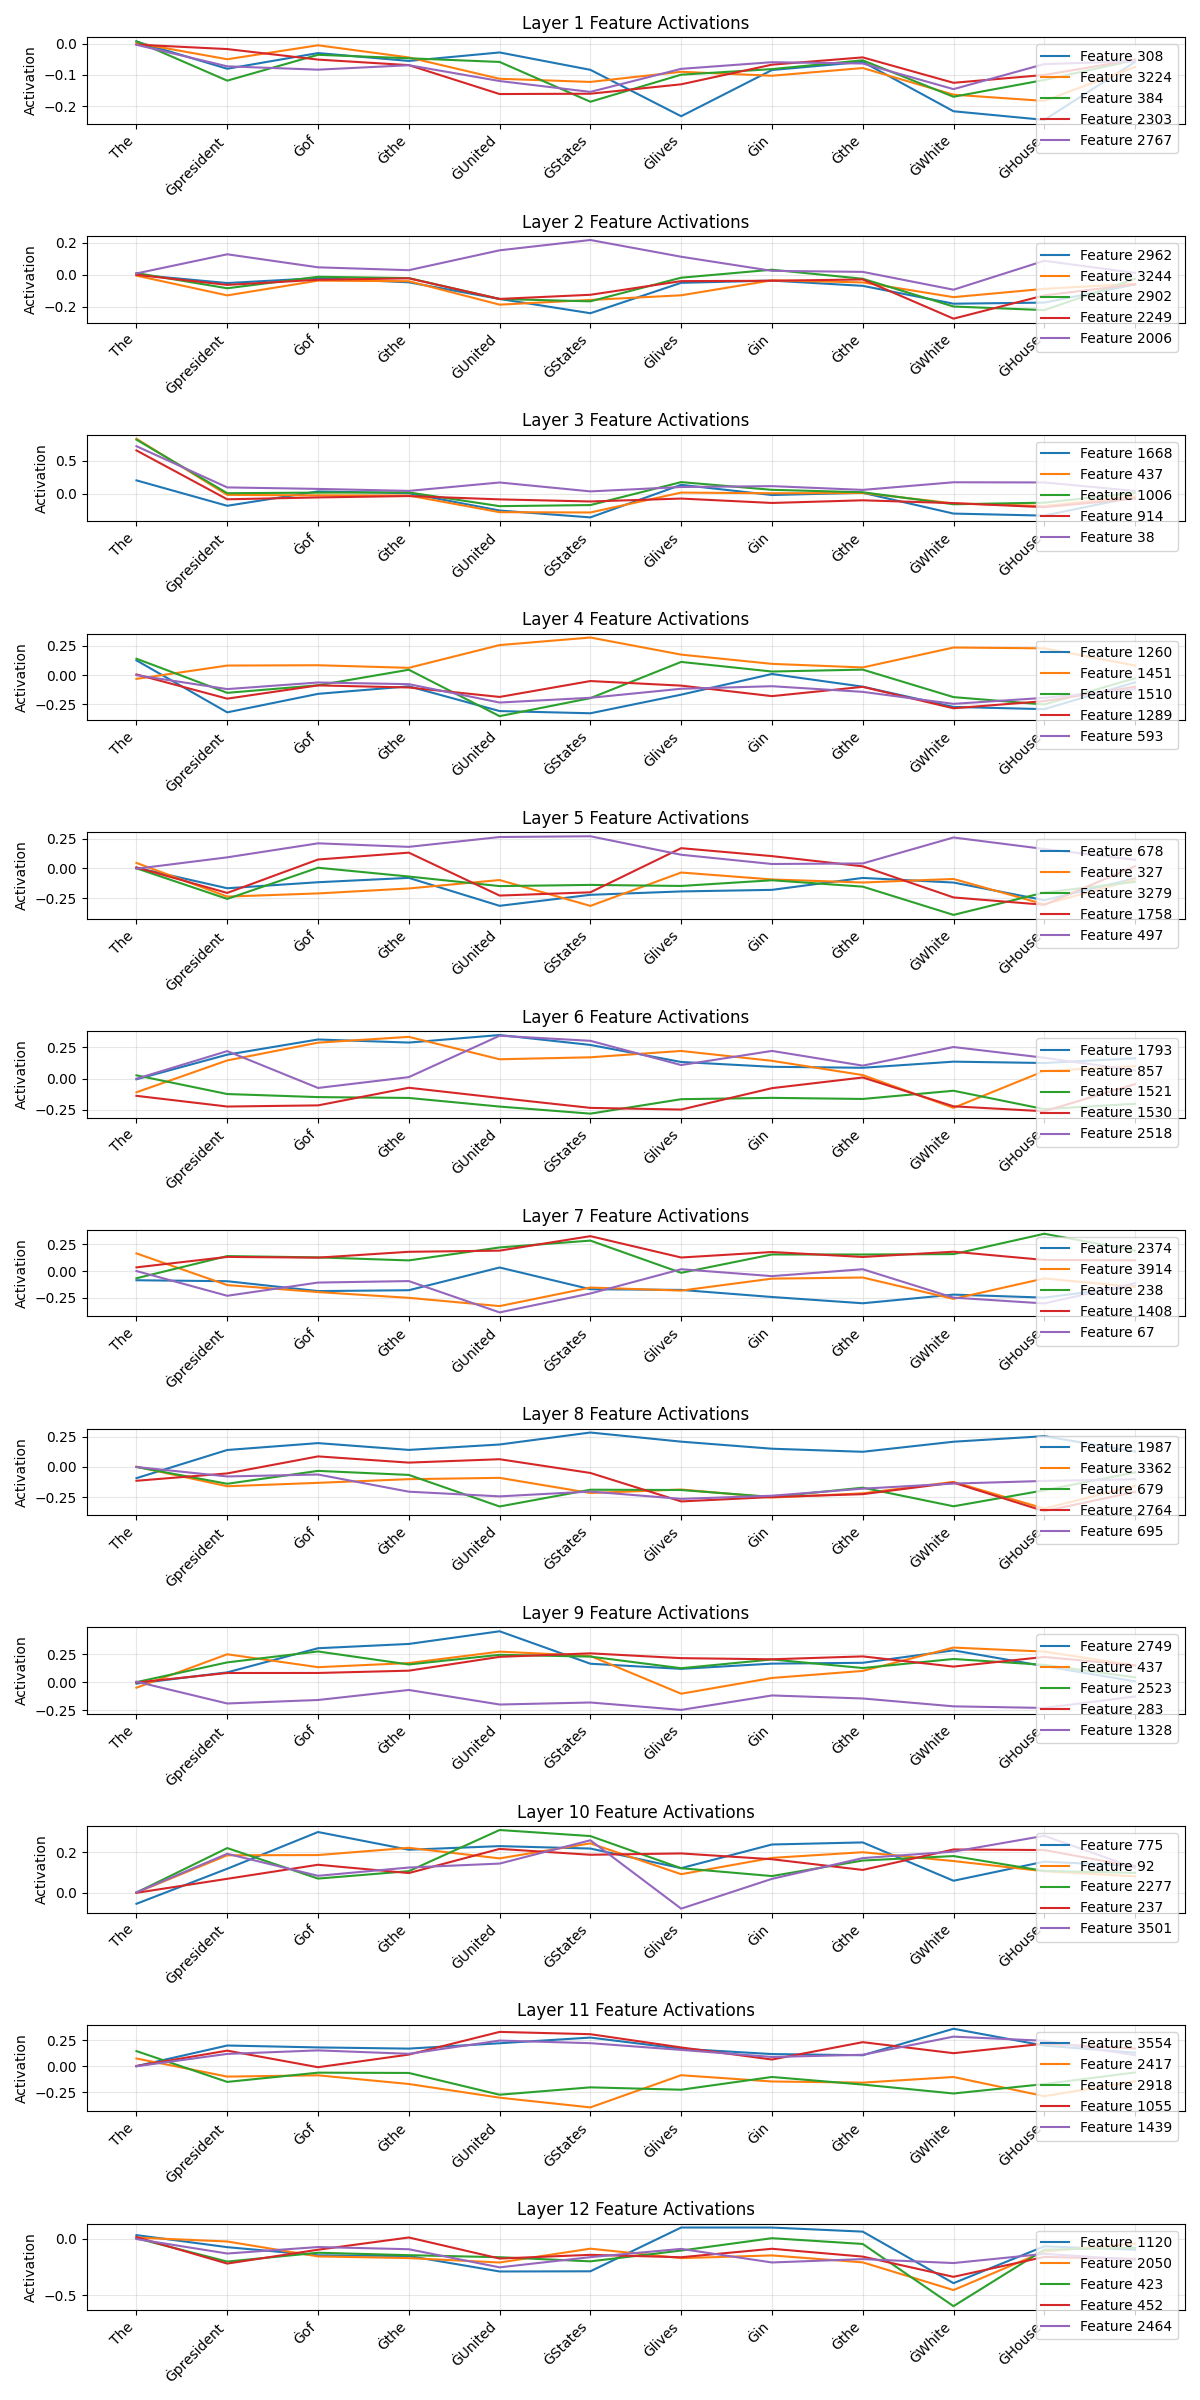 Layer 1 Feature Activations
Activation
0.0
−0.1
−0.2
The
Ġpresident
Ġof
Ġthe
ĠUnited
ĠStates
Ġlives
Ġin
Ġthe
ĠWhite
ĠHouse
Feature 308
Feature 3224
Feature 384
Feature 2303
Feature 2767
Layer 2 Feature Activations
Activation
0.2
0.0
−0.2
The
Ġpresident
Ġof
Ġthe
ĠUnited
ĠStates
Ġlives
Ġin
Ġthe
ĠWhite
ĠHouse
Feature 2962
Feature 3244
Feature 2902
Feature 2249
Feature 2006
Layer 3 Feature Activations
Activation
0.5
0.0
The
Ġpresident
Ġof
Ġthe
ĠUnited
ĠStates
Ġlives
Ġin
Ġthe
ĠWhite
ĠHouse
Feature 1668
Feature 437
Feature 1006
Feature 914
Feature 38
Layer 4 Feature Activations
Activation
0.25
0.00
−0.25
The
Ġpresident
Ġof
Ġthe
ĠUnited
ĠStates
Ġlives
Ġin
Ġthe
ĠWhite
ĠHouse
Feature 1260
Feature 1451
Feature 1510
Feature 1289
Feature 593
Layer 5 Feature Activations
Activation
0.25
0.00
−0.25
The
Ġpresident
Ġof
Ġthe
ĠUnited
ĠStates
Ġlives
Ġin
Ġthe
ĠWhite
ĠHouse
Feature 678
Feature 327
Feature 3279
Feature 1758
Feature 497
Layer 6 Feature Activations
Activation
0.25
0.00
−0.25
The
Ġpresident
Ġof
Ġthe
ĠUnited
ĠStates
Ġlives
Ġin
Ġthe
ĠWhite
ĠHouse
Feature 1793
Feature 857
Feature 1521
Feature 1530
Feature 2518
Layer 7 Feature Activations
Activation
0.25
0.00
−0.25
The
Ġpresident
Ġof
Ġthe
ĠUnited
ĠStates
Ġlives
Ġin
Ġthe
ĠWhite
ĠHouse
Feature 2374
Feature 3914
Feature 238
Feature 1408
Feature 67
Layer 8 Feature Activations
Activation
0.25
0.00
−0.25
The
Ġpresident
Ġof
Ġthe
ĠUnited
ĠStates
Ġlives
Ġin
Ġthe
ĠWhite
ĠHouse
Feature 1987
Feature 3362
Feature 679
Feature 2764
Feature 695
Layer 9 Feature Activations
Activation
0.25
0.00
−0.25
The
Ġpresident
Ġof
Ġthe
ĠUnited
ĠStates
Ġlives
Ġin
Ġthe
ĠWhite
ĠHouse
Feature 2749
Feature 437
Feature 2523
Feature 283
Feature 1328
Layer 10 Feature Activations
Activation
0.2
0.0
The
Ġpresident
Ġof
Ġthe
ĠUnited
ĠStates
Ġlives
Ġin
Ġthe
ĠWhite
ĠHouse
Feature 775
Feature 92
Feature 2277
Feature 237
Feature 3501
Layer 11 Feature Activations
Activation
0.25
0.00
−0.25
The
Ġpresident
Ġof
Ġthe
ĠUnited
ĠStates
Ġlives
Ġin
Ġthe
ĠWhite
ĠHouse
Feature 3554
Feature 2417
Feature 2918
Feature 1055
Feature 1439
Layer 12 Feature Activations
Activation
0.0
−0.5
The
Ġpresident
Ġof
Ġthe
ĠUnited
ĠStates
Ġlives
Ġin
Ġthe
ĠWhite
ĠHouse
Feature 1120
Feature 2050
Feature 423
Feature 452
Feature 2464